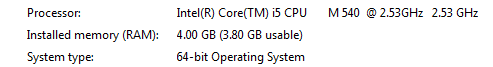 Processor: Intel(R) Core(TM) i5 CPU M 540 @ 2.53GHz 2.53 GHz
Installed memory (RAM): 4.00 GB (3.80 GB usable)
System type: 64-bit Operating System